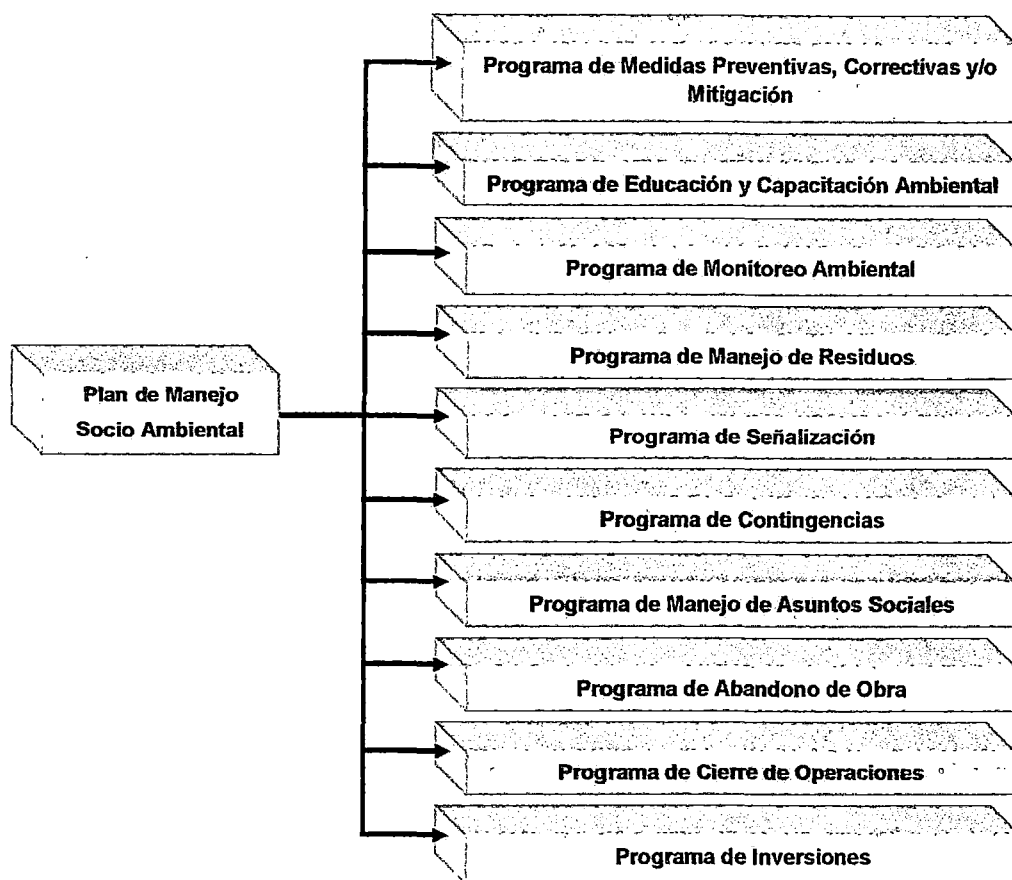 Programa de Medidas Preventivas, Correctivas y/o
Mitigación
Programa de Educación y Capacitación Ambiental
Programa de Monitoreo Ambiental
Programa de Manejo de Residuos
Plan de Manejo
Socio Ambiental
Programa de Señalización
Programa de Contingencias
Programa de Manejo de Asuntos Sociales
Programa de Abandono de Obra
Programa de Cierre de Operaciones
Programa de Inversiones